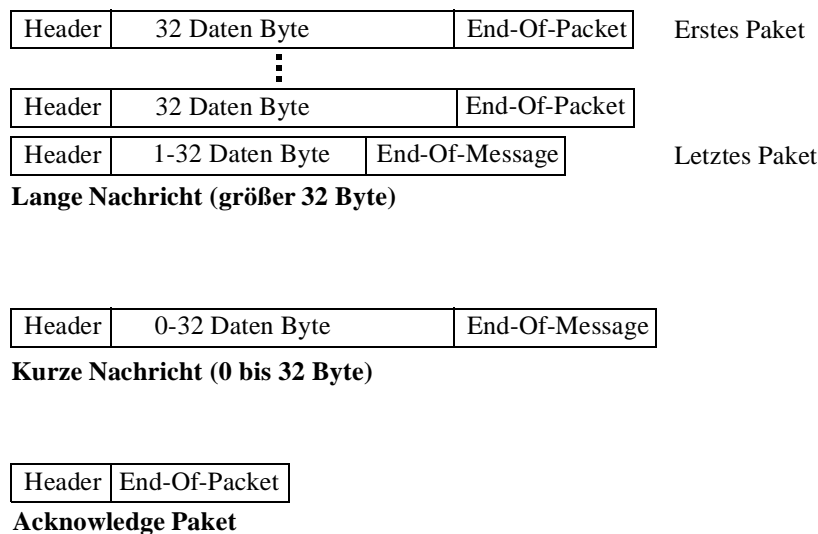 Header 32 Daten Byte End-Of-Packet Erstes Paket
Header 32 Daten Byte End-Of-Packet
Header 1-32 Daten Byte End-Of-Message Letztes Paket
Lange Nachricht (größer 32 Byte)
Header 0-32 Daten Byte End-Of-Message
Kurze Nachricht (0 bis 32 Byte)
Header End-Of-Packet
Acknowledge Paket